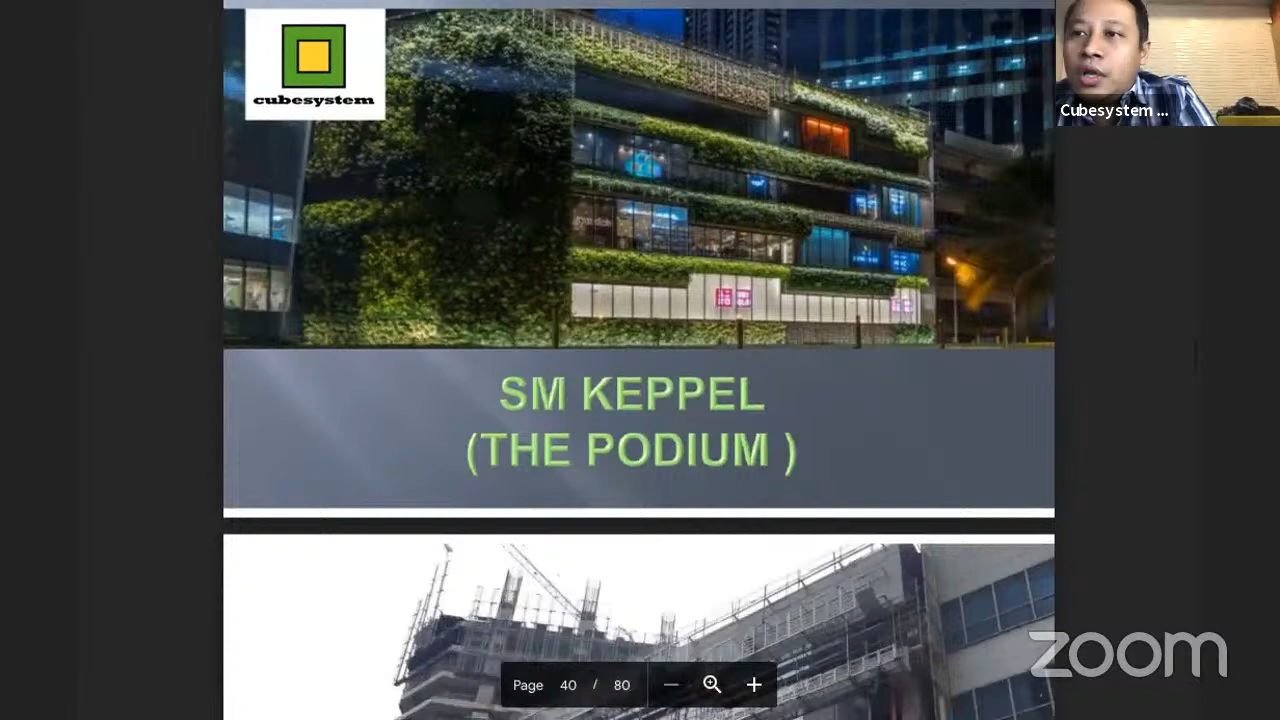 cubesystem
Cubesystem ...
SM KEPPEL
(THE PODIUM )
Page 40 / 80
zoom